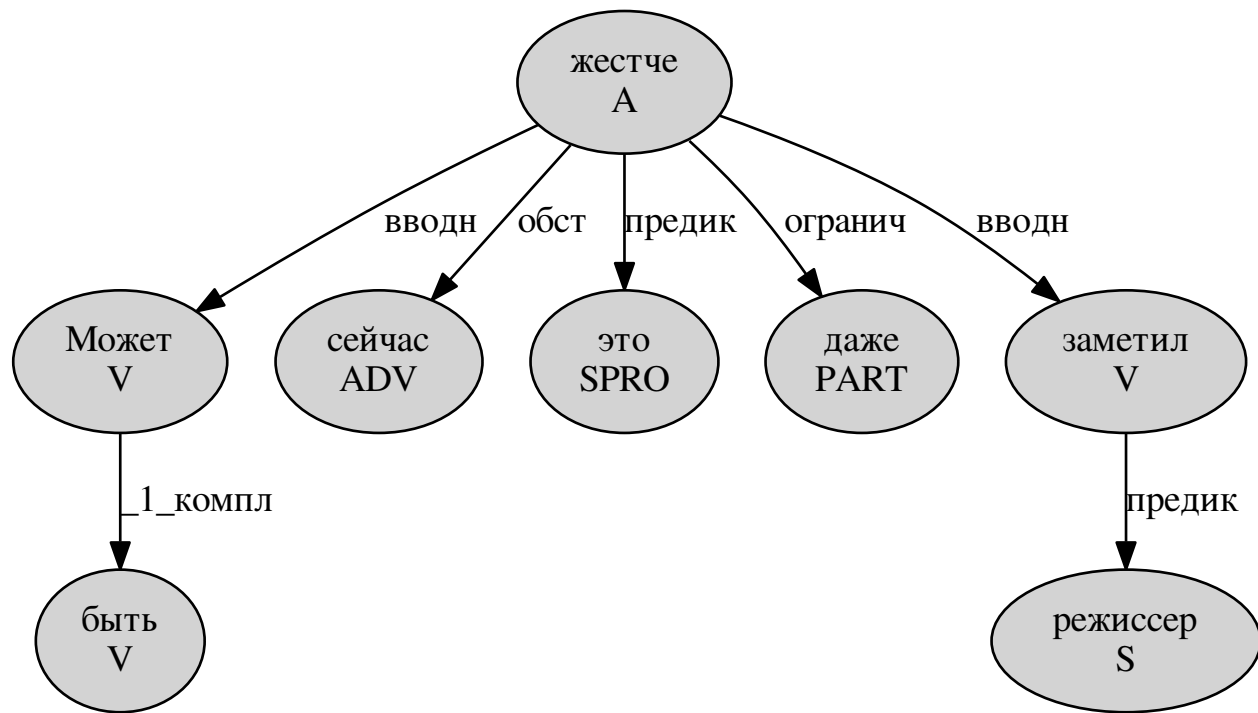 жестче
A
вводн
обст
предик
огранич
вводн
Может
V
сейчас
ADV
это
SPRO
даже
PART
заметил
V
_1_компл
предик
быть
V
режиссер
S